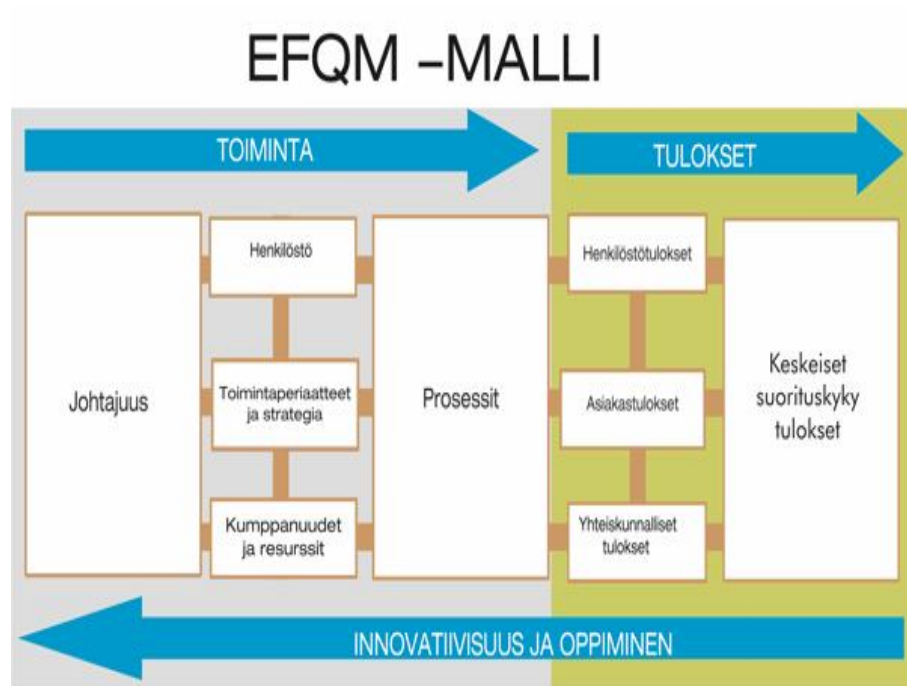 EFQM –MALLI
TOIMINTA
TULOKSET
Johtajuus
Henkilöstö
Toimintaperiaatteet
ja strategia
Kumppanuudet
ja resurssit
Prosessit
Henkilöstötulokset
Asiakastulokset
Yhteiskunnalliset
tulokset
Keskeiset
suorituskyky
tulokset
INNOVATIIVISUUS JA OPPIMINEN